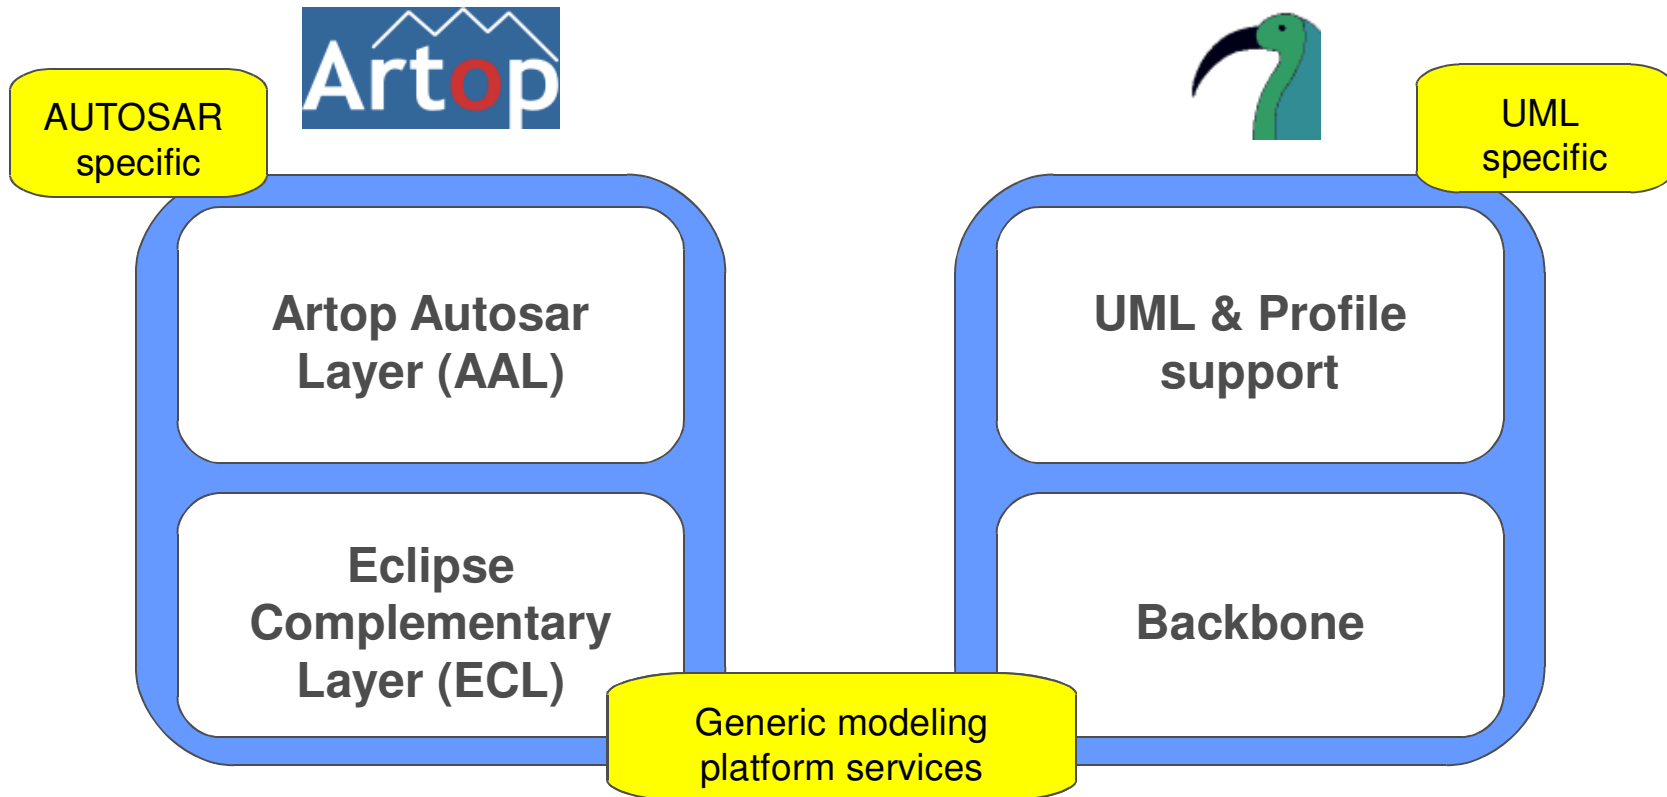 Artop
AUTOSAR
specific
UML
specific
Artop Autosar
Layer (AAL)
UML & Profile
support
Eclipse
Complementary
Layer (ECL)
Backbone
Generic modeling
platform services